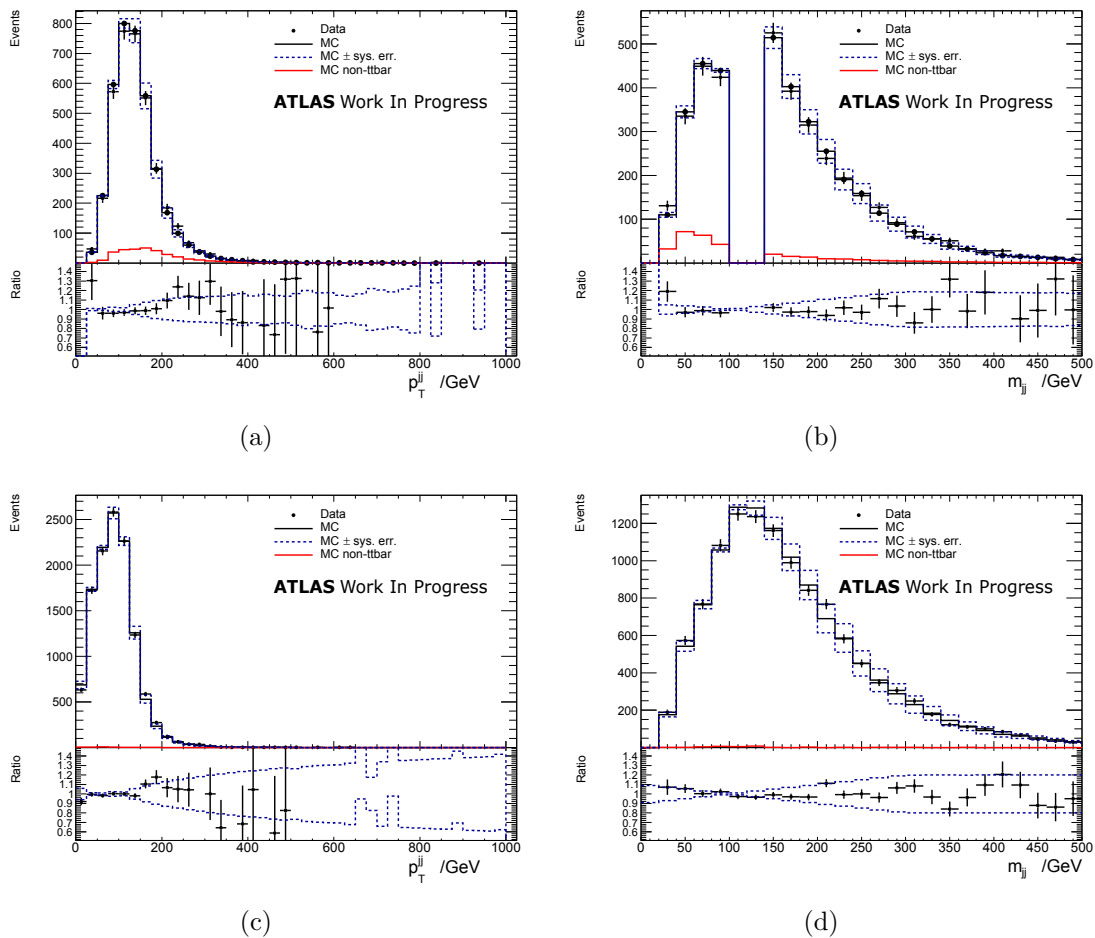 Events
800
700
600
500
400
300
200
100
Data
MC
MC ± sys. err.
MC non-ttbar
ATLAS Work In Progress
Ratio
1.4
1.3
1.2
1.1
1
0.9
0.8
0.7
0.6
0 200 400 600 800 1000
p_T^jj /GeV
(a)
Events
500
400
300
200
100
Data
MC
MC ± sys. err.
MC non-ttbar
ATLAS Work In Progress
Ratio
1.4
1.3
1.2
1.1
1
0.9
0.8
0.7
0.6
0 50 100 150 200 250 300 350 400 450 500
m_jj /GeV
(b)
Events
2500
2000
1500
1000
500
Data
MC
MC ± sys. err.
MC non-ttbar
ATLAS Work In Progress
Ratio
1.4
1.3
1.2
1.1
1
0.9
0.8
0.7
0.6
0 200 400 600 800 1000
p_T^jj /GeV
(c)
Events
1200
1000
800
600
400
200
Data
MC
MC ± sys. err.
MC non-ttbar
ATLAS Work In Progress
Ratio
1.4
1.3
1.2
1.1
1
0.9
0.8
0.7
0.6
0 50 100 150 200 250 300 350 400 450 500
m_jj /GeV
(d)